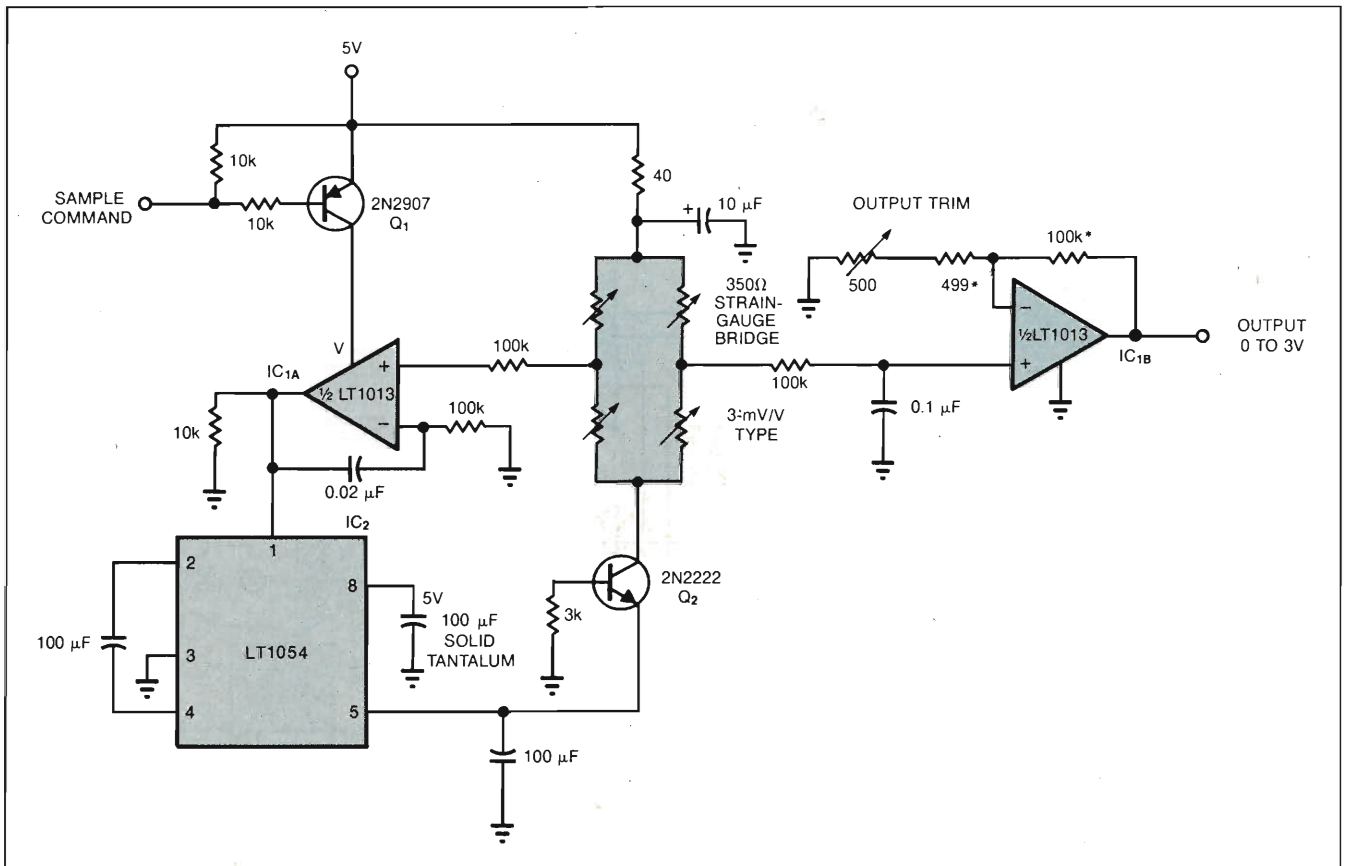 5V
10k
SAMPLE
COMMAND
10k
2N2907
Q1
40
+
10 µF
OUTPUT TRIM
500
499*
100k*
350Ω
STRAIN-
GAUGE
BRIDGE
−
½LT1013
+
IC1B
OUTPUT
0 TO 3V
V
IC1A
+
½ LT1013
−
100k
100k
10k
0.02 µF
100k
0.1 µF
3-mV/V
TYPE
IC2
1
2
8
5V
100 µF
SOLID
TANTALUM
2N2222
Q2
3k
100 µF
3
LT1054
4
5
100 µF